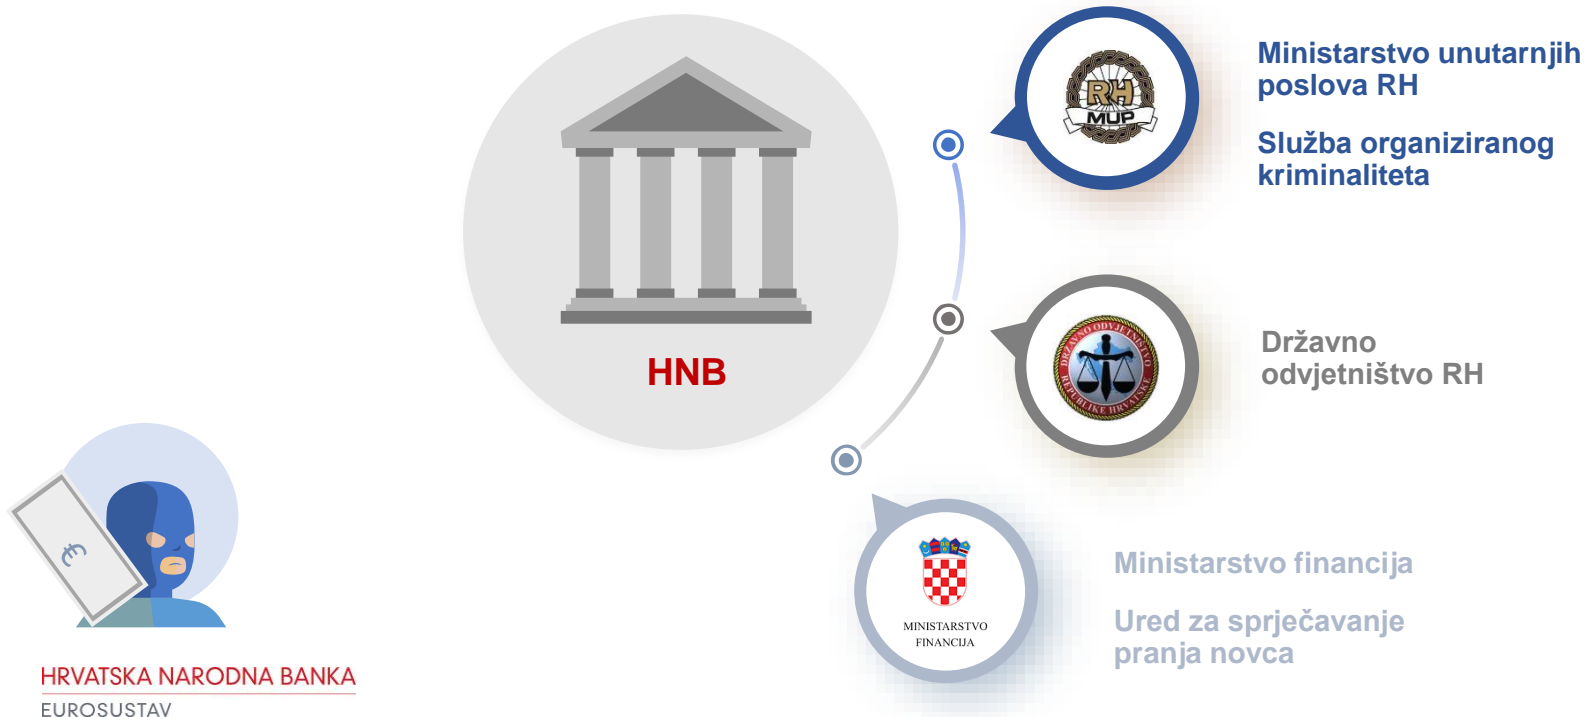 HNB
RH
MUP
Ministarstvo unutarnjih
poslova RH
Služba organiziranog
kriminaliteta
DRŽAVNO ODVJETNIŠTVO
REPUBLIKE HRVATSKE
Državno
odvjetništvo RH
MINISTARSTVO
FINANCIJA
Ministarstvo financija
Ured za sprječavanje
pranja novca
€
HRVATSKA NARODNA BANKA
EUROSUSTAV